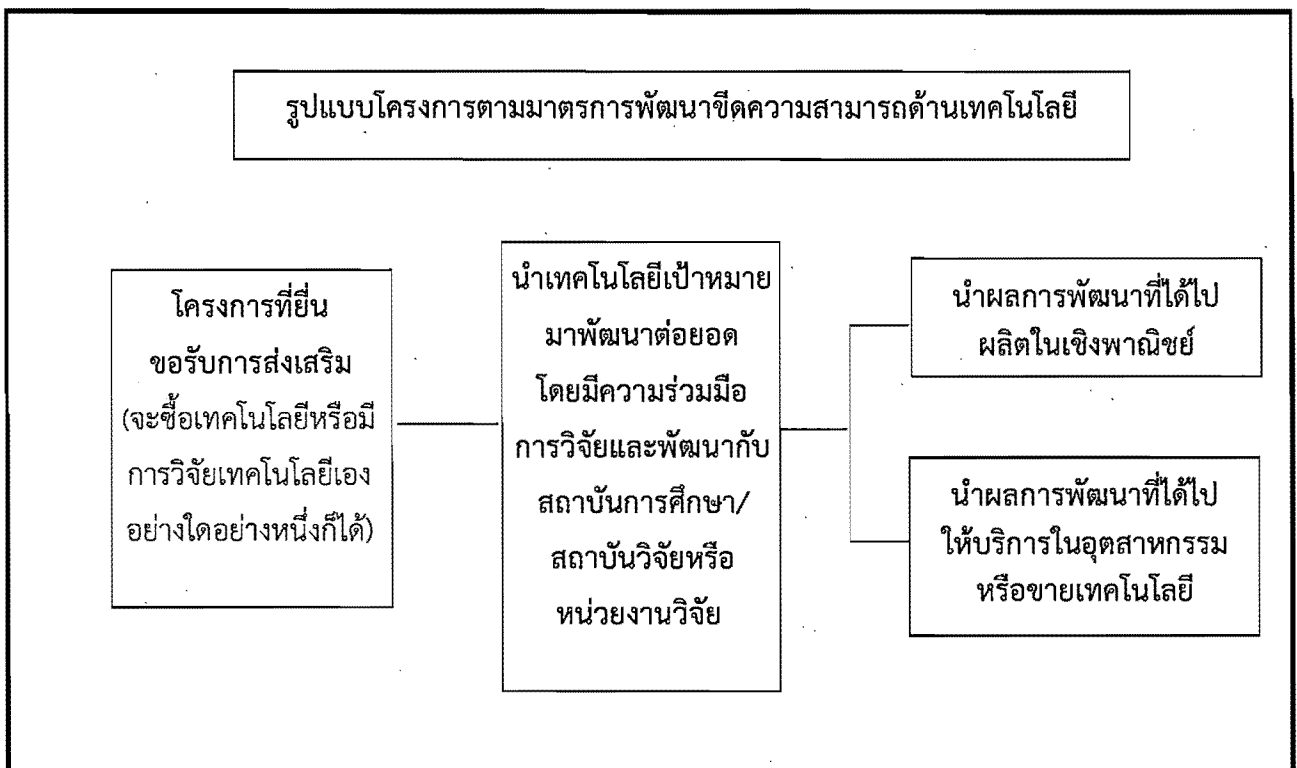 รูปแบบโครงการตามมาตรการพัฒนาขีดความสามารถด้านเทคโนโลยี
โครงการที่ยื่น
ขอรับการส่งเสริม
(จะซื้อเทคโนโลยีหรือมี
การวิจัยเทคโนโลยีเอง
อย่างใดอย่างหนึ่งก็ได้)
นำเทคโนโลยีเป้าหมาย
มาพัฒนาต่อยอด
โดยมีความร่วมมือ
การวิจัยและพัฒนากับ
สถาบันการศึกษา/
สถาบันวิจัยหรือ
หน่วยงานวิจัย
นำผลการพัฒนาที่ได้ไป
ผลิตในเชิงพาณิชย์
นำผลการพัฒนาที่ได้ไป
ให้บริการในอุตสาหกรรม
หรือขายเทคโนโลยี